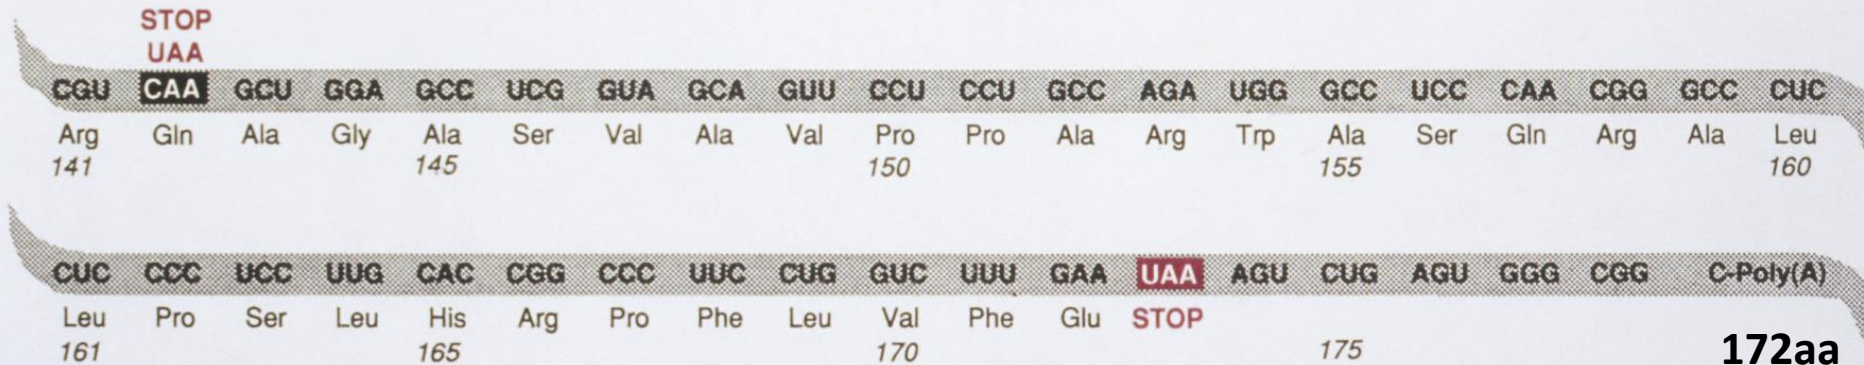 STOP
UAA
CGU CAA GCU GGA GCC UCG GUA GCA GUU CCU CCU GCC AGA UGG GCC UCC CAA CGG GCC CUC
Arg Gln Ala Gly Ala Ser Val Ala Val Pro Pro Ala Arg Trp Ala Ser Gln Arg Ala Leu
141 145 150 155 160
CUC CCC UCC UUG CAC CGG CCC UUC CUG GUC UUU GAA UAA AGU CUG AGU GGG CGG C-Poly(A)
Leu Pro Ser Leu His Arg Pro Phe Leu Val Phe Glu STOP
161 165 170 175
172aa